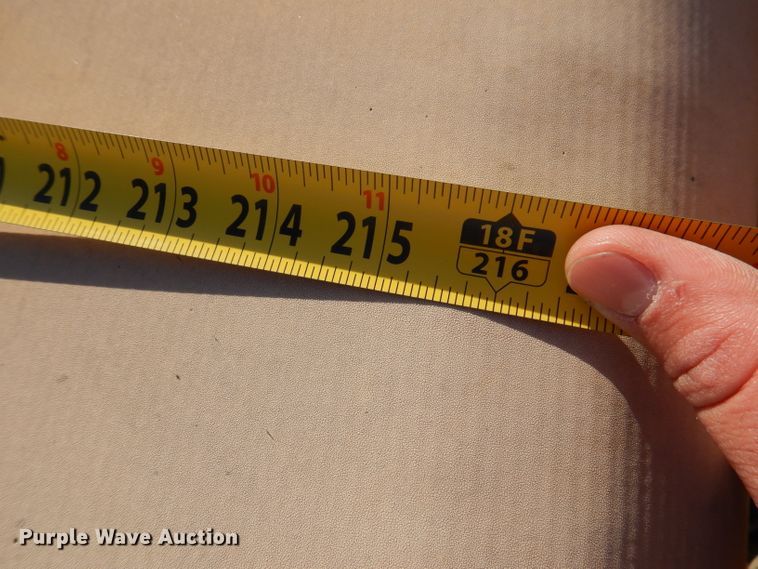 8 9 10 11
212 213 214 215
18F
216
Purple Wave Auction